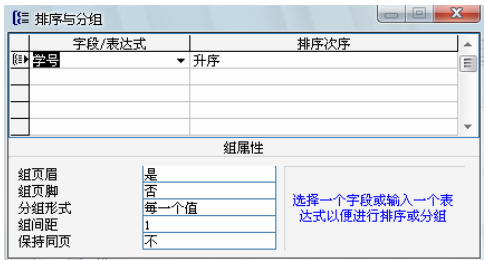 排序与分组
字段/表达式 排序次序
学号 升序
组属性
组页眉 是
组页脚 否
分组形式 每一个值
组间距 1
保持同页 不
选择一个字段或输入一个表
达式以便进行排序或分组